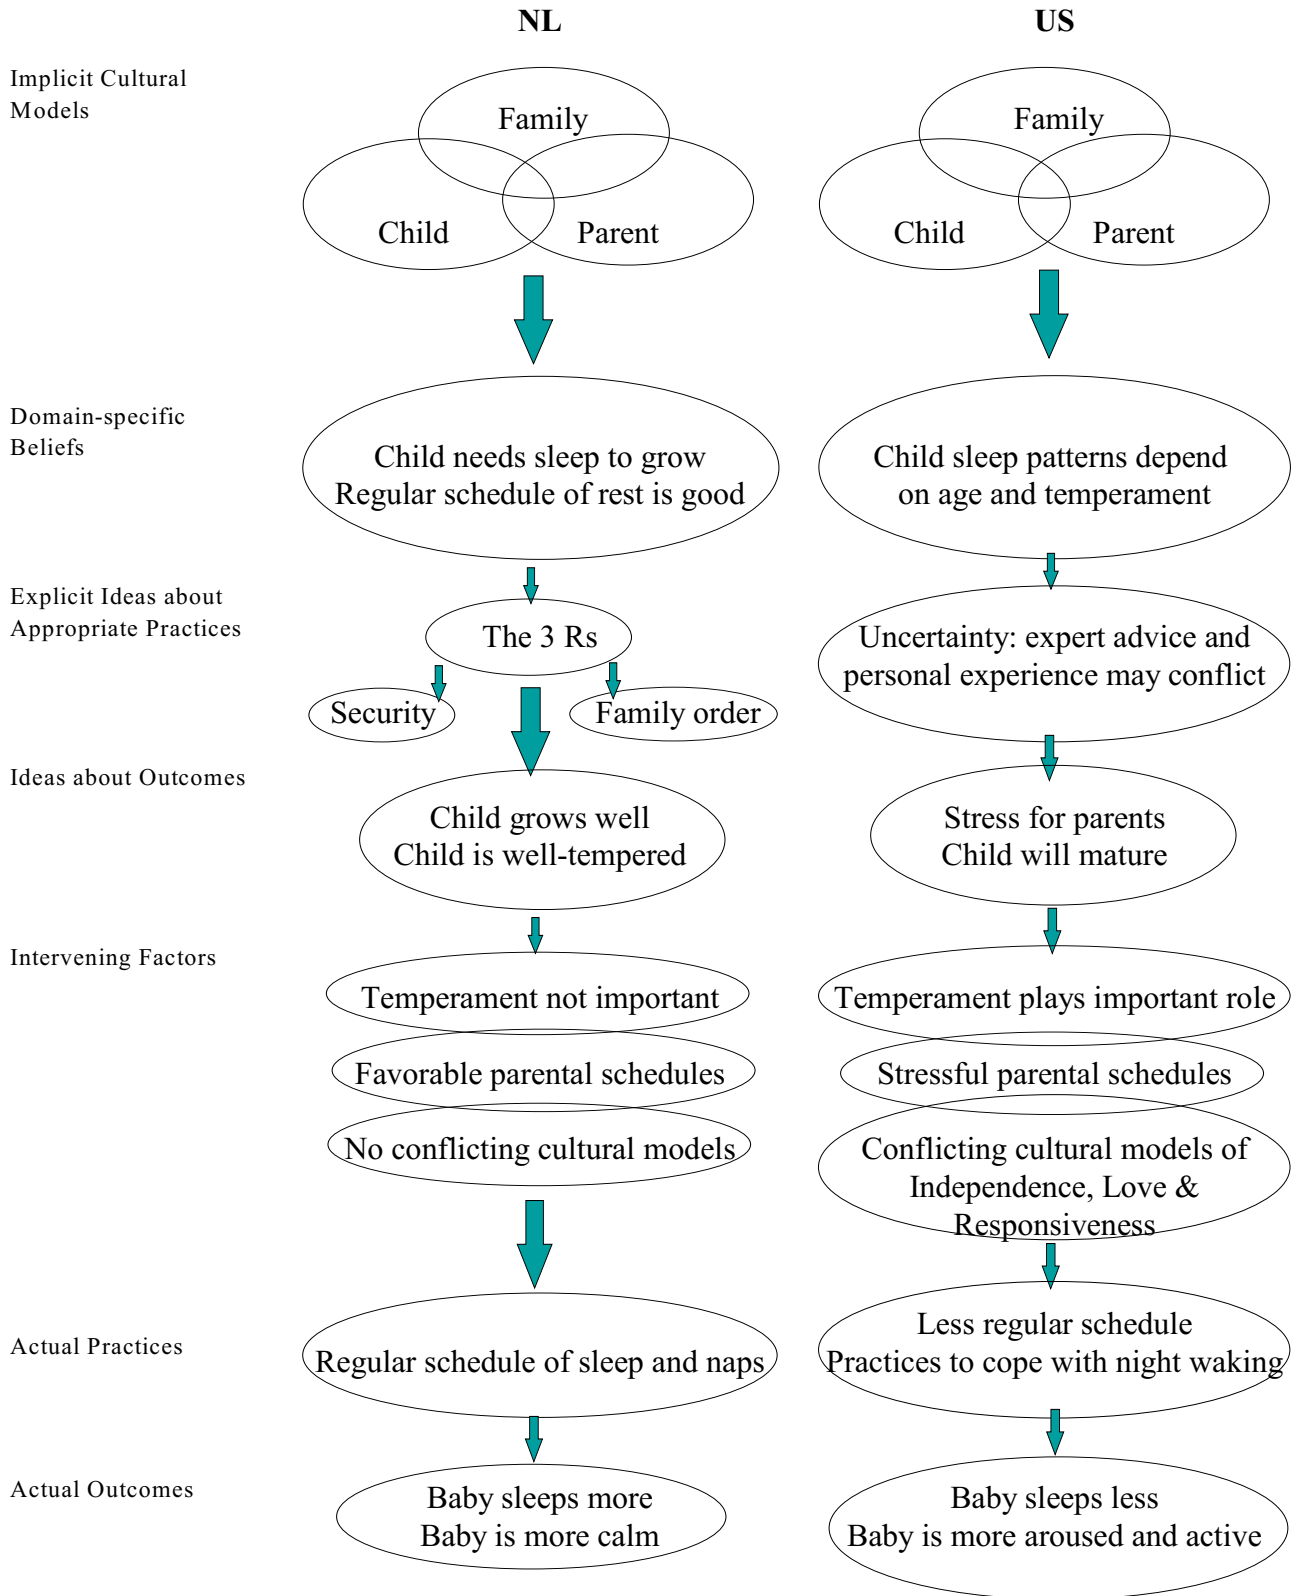 NL
US
Implicit Cultural
Models
Family
Child
Parent
Family
Child
Parent
Domain-specific
Beliefs
Child needs sleep to grow
Regular schedule of rest is good
Child sleep patterns depend
on age and temperament
Explicit Ideas about
Appropriate Practices
The 3 Rs
Security
Family order
Uncertainty: expert advice and
personal experience may conflict
Ideas about Outcomes
Child grows well
Child is well-tempered
Stress for parents
Child will mature
Intervening Factors
Temperament not important
Favorable parental schedules
No conflicting cultural models
Temperament plays important role
Stressful parental schedules
Conflicting cultural models of
Independence, Love &
Responsiveness
Actual Practices
Regular schedule of sleep and naps
Less regular schedule
Practices to cope with night waking
Actual Outcomes
Baby sleeps more
Baby is more calm
Baby sleeps less
Baby is more aroused and active